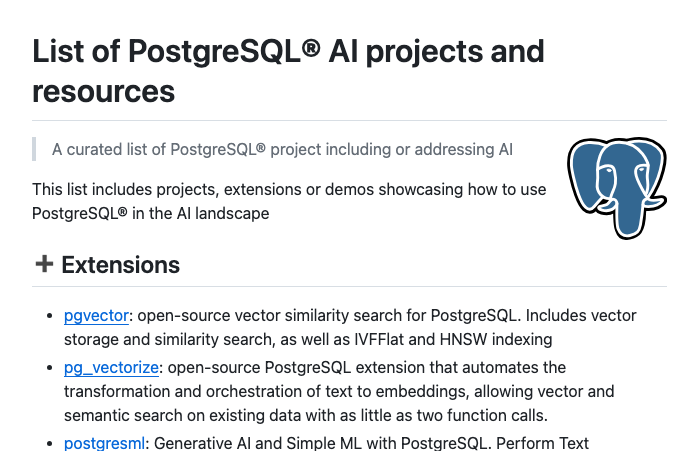 List of PostgreSQL® AI projects and
resources
A curated list of PostgreSQL® project including or addressing AI
This list includes projects, extensions or demos showcasing how to use
PostgreSQL® in the AI landscape
➕ Extensions
• pgvector: open-source vector similarity search for PostgreSQL. Includes vector
storage and similarity search, as well as IVFFlat and HNSW indexing
• pg_vectorize: open-source PostgreSQL extension that automates the
transformation and orchestration of text to embeddings, allowing vector and
semantic search on existing data with as little as two function calls.
• postgresml: Generative AI and Simple ML with PostgreSQL. Perform Text